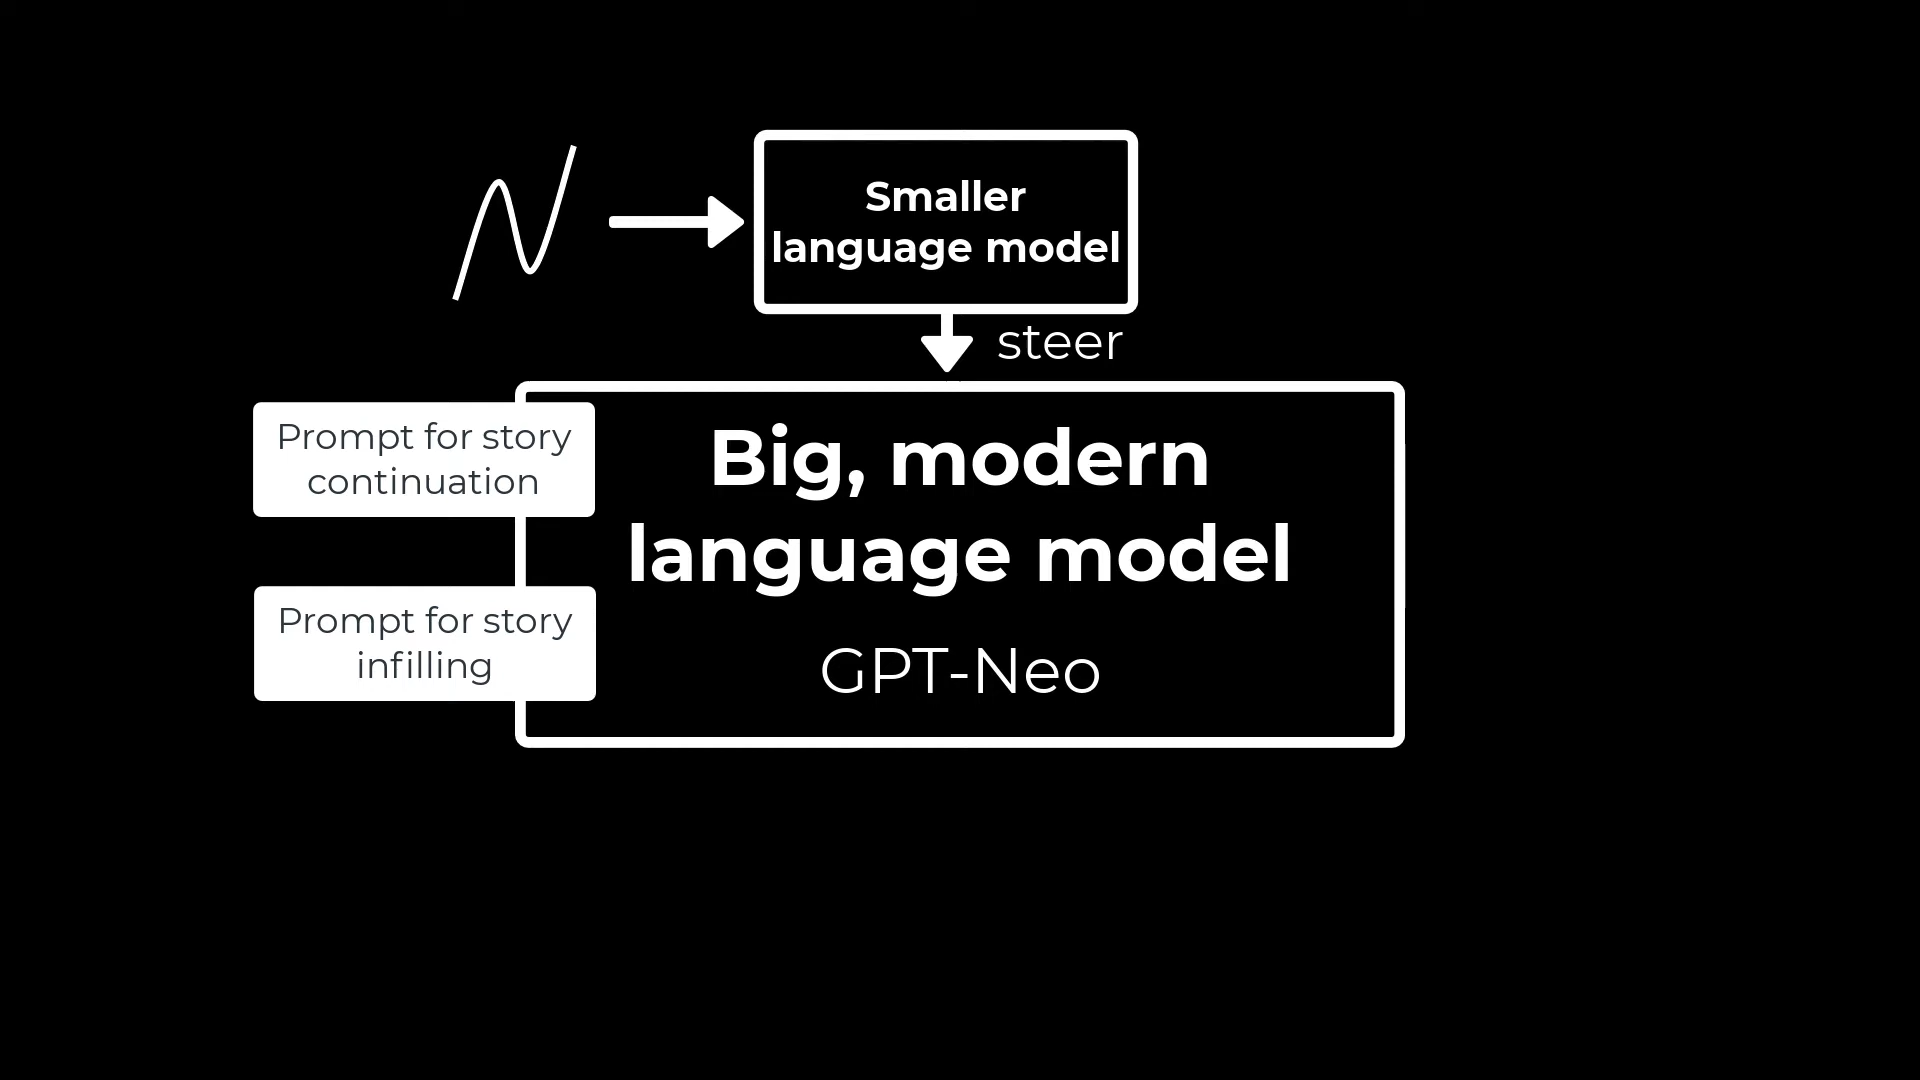 Smaller
language model
steer
Prompt for story
continuation
Big, modern
language model
Prompt for story
infilling
GPT-Neo